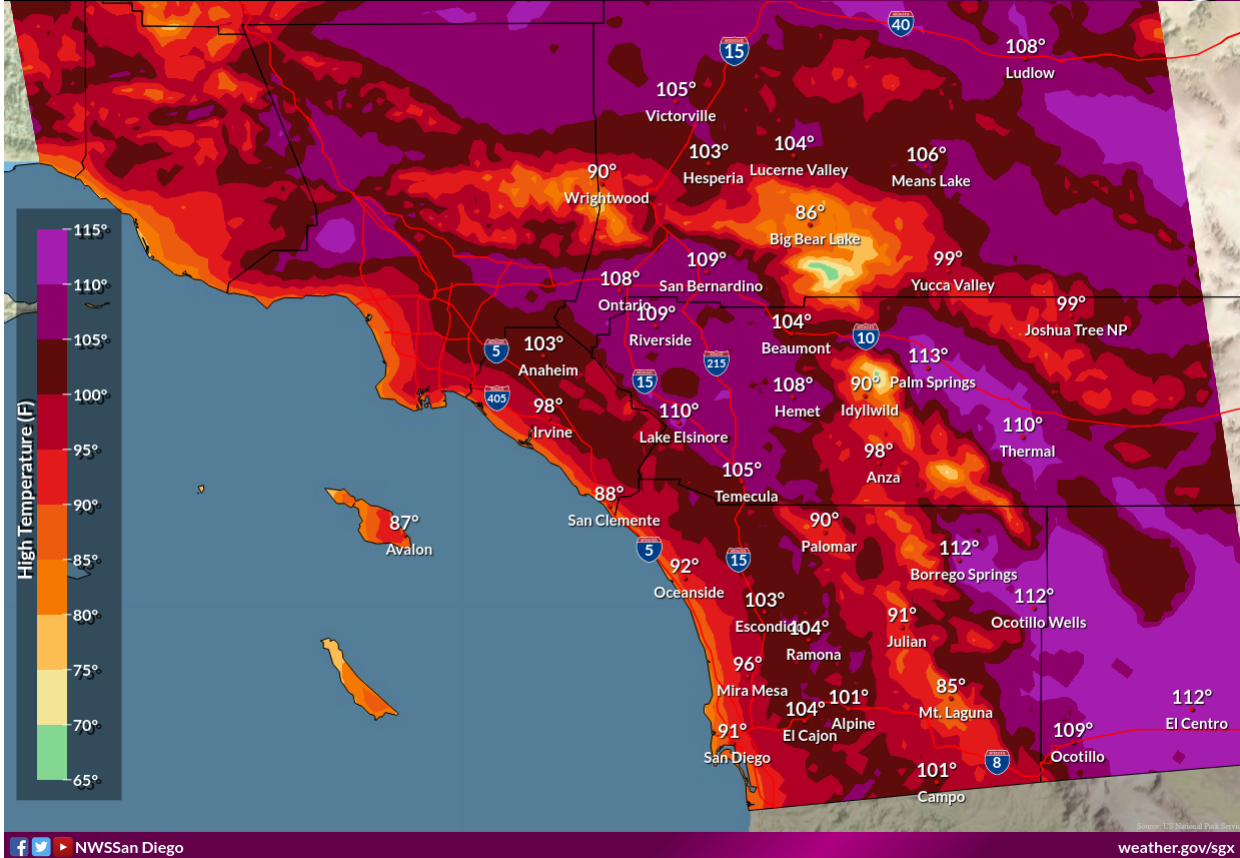 40
15
108°
Ludlow
105°
Victorville
103°
Hesperia
104°
Lucerne Valley
106°
Means Lake
90°
Wrightwood
86°
Big Bear Lake
109°
San Bernardino
99°
Yucca Valley
108°
Ontario
109°
Riverside
99°
Joshua Tree NP
104°
Beaumont
10
5
103°
Anaheim
215
113°
Palm Springs
15
108°
Hemet
90°
Idyllwild
405
98°
Irvine
110°
Lake Elsinore
110°
Thermal
98°
Anza
105°
Temecula
88°
San Clemente
87°
Avalon
90°
Palomar
5
15
112°
Borrego Springs
92°
Oceanside
112°
Ocotillo Wells
103°
Escondido
104°
Ramona
91°
Julian
96°
Mira Mesa
85°
Mt. Laguna
101°
Alpine
104°
El Cajon
112°
El Centro
91°
San Diego
109°
Ocotillo
8
101°
Campo
High Temperature (F)
115°
110°
105°
100°
95°
90°
85°
80°
75°
70°
65°
Source: US National Park Servi
NWSSan Diego
weather.gov/sgx